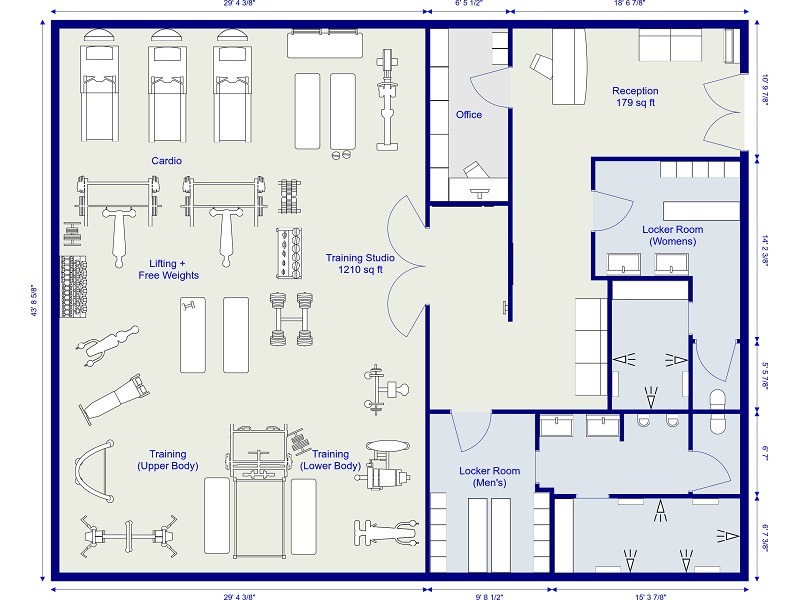 29' 4 3/8"
6' 5 1/2"
18' 6 7/8"
Reception
179 sq ft
10' 9 7/8"
Office
Cardio
Locker Room
(Womens)
14' 2 3/8"
Lifting +
Free Weights
Training Studio
1210 sq ft
43' 8 5/8"
5' 5 7/8"
Training
(Upper Body)
Training
(Lower Body)
Locker Room
(Men's)
6' 7"
6' 7 3/8"
29' 4 3/8"
9' 8 1/2"
15' 3 7/8"